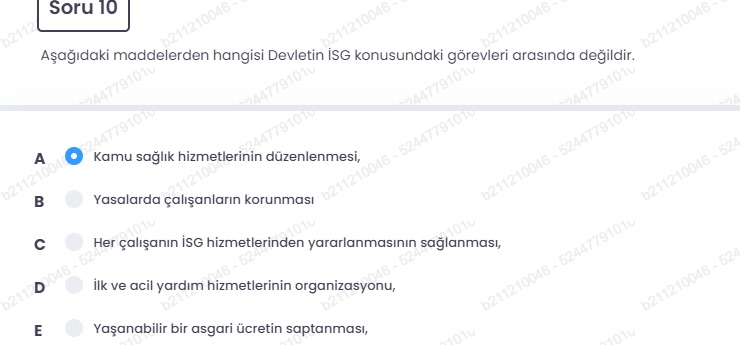 Soru 10
Aşağıdaki maddelerden hangisi Devletin İSG konusundaki görevleri arasında değildir.
A Kamu sağlık hizmetlerinin düzenlenmesi,
B Yasalarda çalışanların korunması
C Her çalışanın İSG hizmetlerinden yararlanmasının sağlanması,
D İlk ve acil yardım hizmetlerinin organizasyonu,
E Yaşanabilir bir asgari ücretin saptanması,